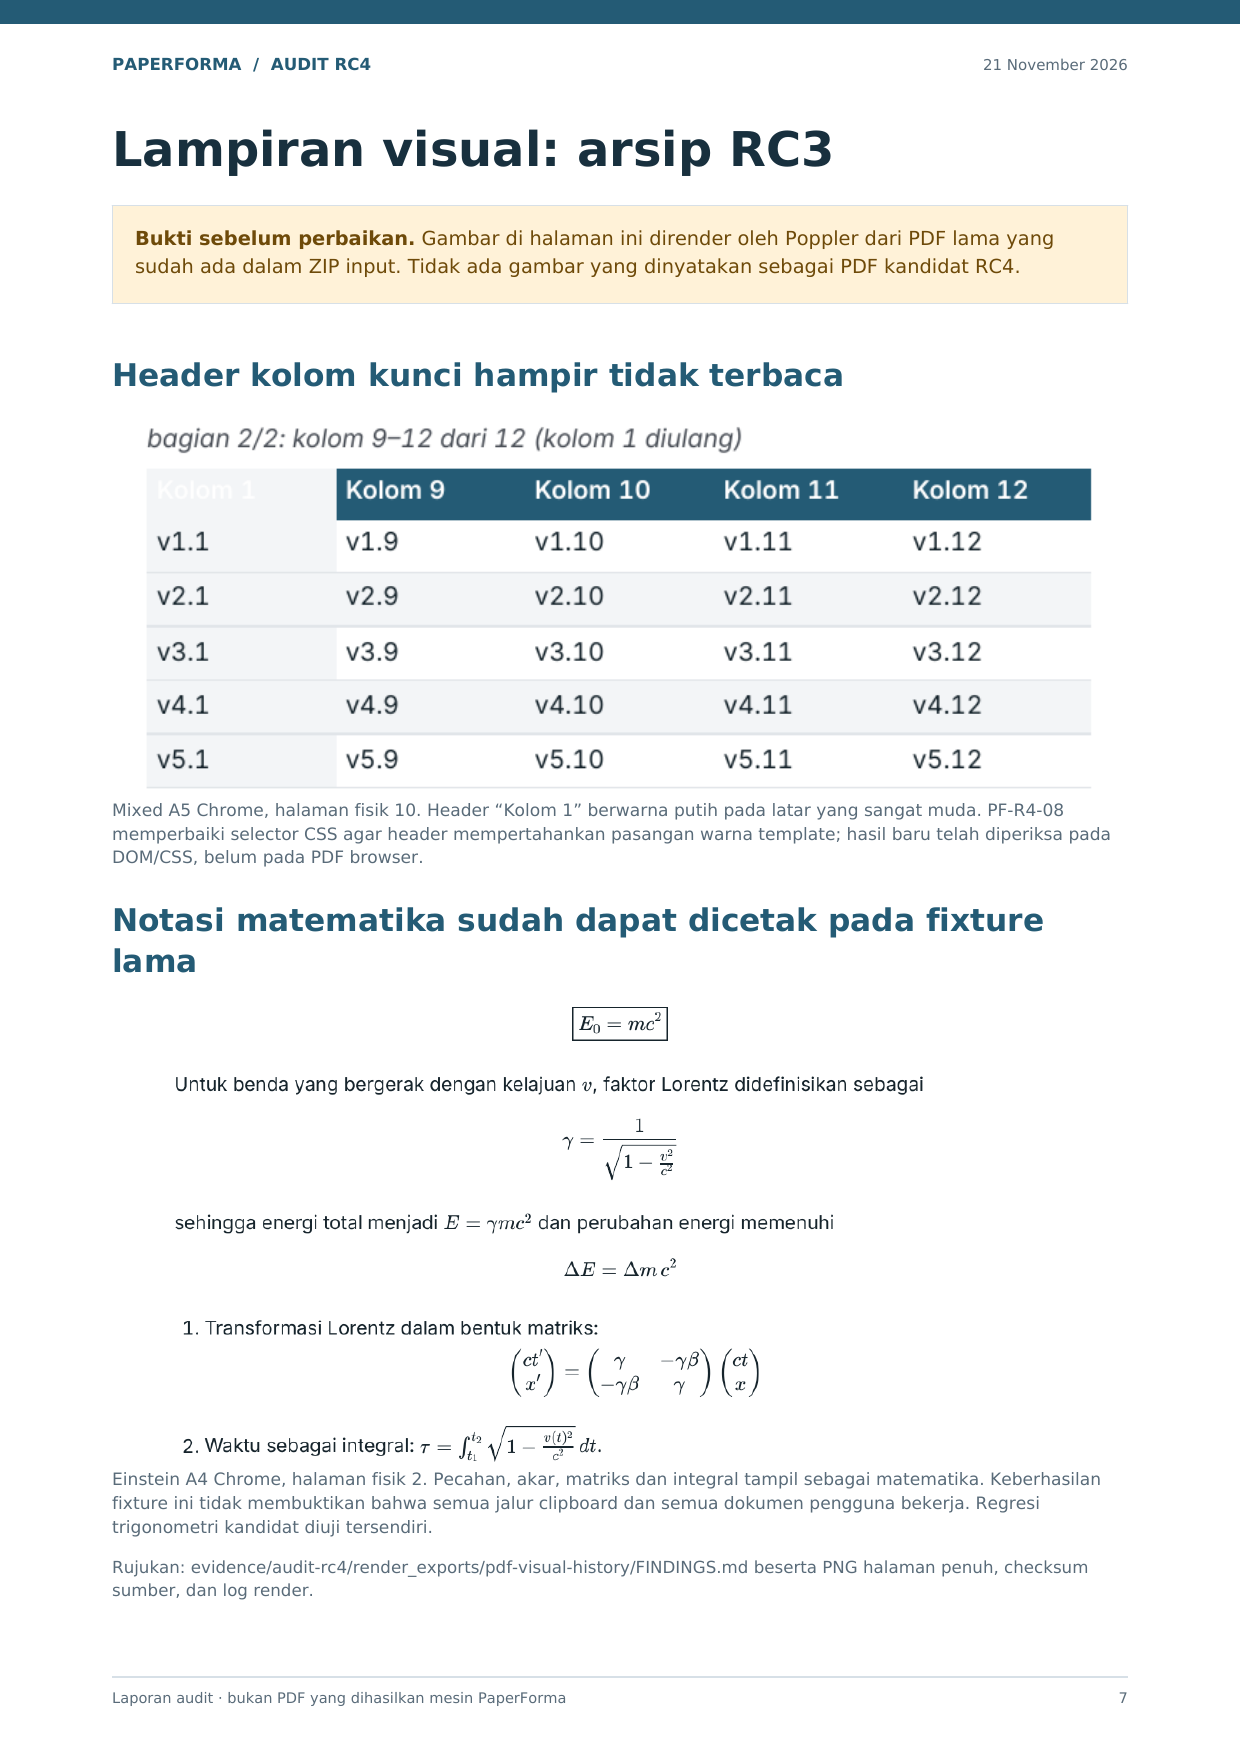 PAPERFORMA / AUDIT RC4
21 November 2026
Lampiran visual: arsip RC3
Bukti sebelum perbaikan. Gambar di halaman ini dirender oleh Poppler dari PDF lama yang
sudah ada dalam ZIP input. Tidak ada gambar yang dinyatakan sebagai PDF kandidat RC4.
Header kolom kunci hampir tidak terbaca
bagian 2/2: kolom 9–12 dari 12 (kolom 1 diulang)
Kolom 1 Kolom 9 Kolom 10 Kolom 11 Kolom 12
v1.1 v1.9 v1.10 v1.11 v1.12
v2.1 v2.9 v2.10 v2.11 v2.12
v3.1 v3.9 v3.10 v3.11 v3.12
v4.1 v4.9 v4.10 v4.11 v4.12
v5.1 v5.9 v5.10 v5.11 v5.12
Mixed A5 Chrome, halaman fisik 10. Header “Kolom 1” berwarna putih pada latar yang sangat muda. PF-R4-08
memperbaiki selector CSS agar header mempertahankan pasangan warna template; hasil baru telah diperiksa pada
DOM/CSS, belum pada PDF browser.
Notasi matematika sudah dapat dicetak pada fixture
lama
E₀ = mc²
Untuk benda yang bergerak dengan kelajuan v, faktor Lorentz didefinisikan sebagai
γ = 1 / √(1 − v²/c²)
sehingga energi total menjadi E = γmc² dan perubahan energi memenuhi
ΔE = Δm c²
1. Transformasi Lorentz dalam bentuk matriks:
(ct′ x′) = (γ −γβ −γβ γ) (ct x)
2. Waktu sebagai integral: τ = ∫_{t₁}^{t₂} √(1 − v(t)²/c²) dt.
Einstein A4 Chrome, halaman fisik 2. Pecahan, akar, matriks dan integral tampil sebagai matematika. Keberhasilan
fixture ini tidak membuktikan bahwa semua jalur clipboard dan semua dokumen pengguna bekerja. Regresi
trigonometri kandidat diuji tersendiri.
Rujukan: evidence/audit-rc4/render_exports/pdf-visual-history/FINDINGS.md beserta PNG halaman penuh, checksum
sumber, dan log render.
Laporan audit · bukan PDF yang dihasilkan mesin PaperForma
7